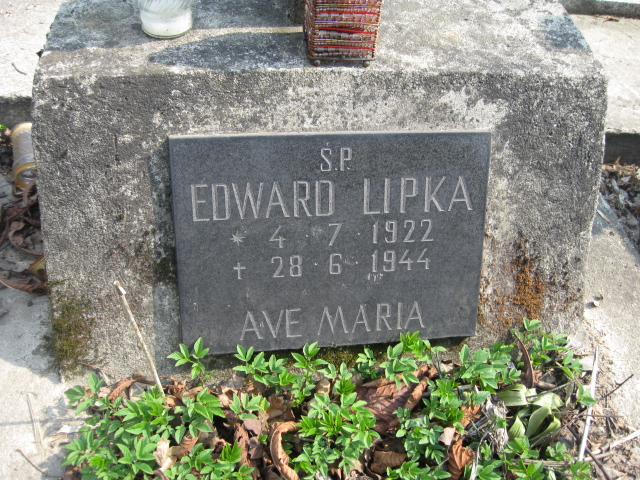 Ś.P.
EDWARD LIPKA
* 4 · 7 · 1922
† 28 · 6 · 1944
AVE MARIA